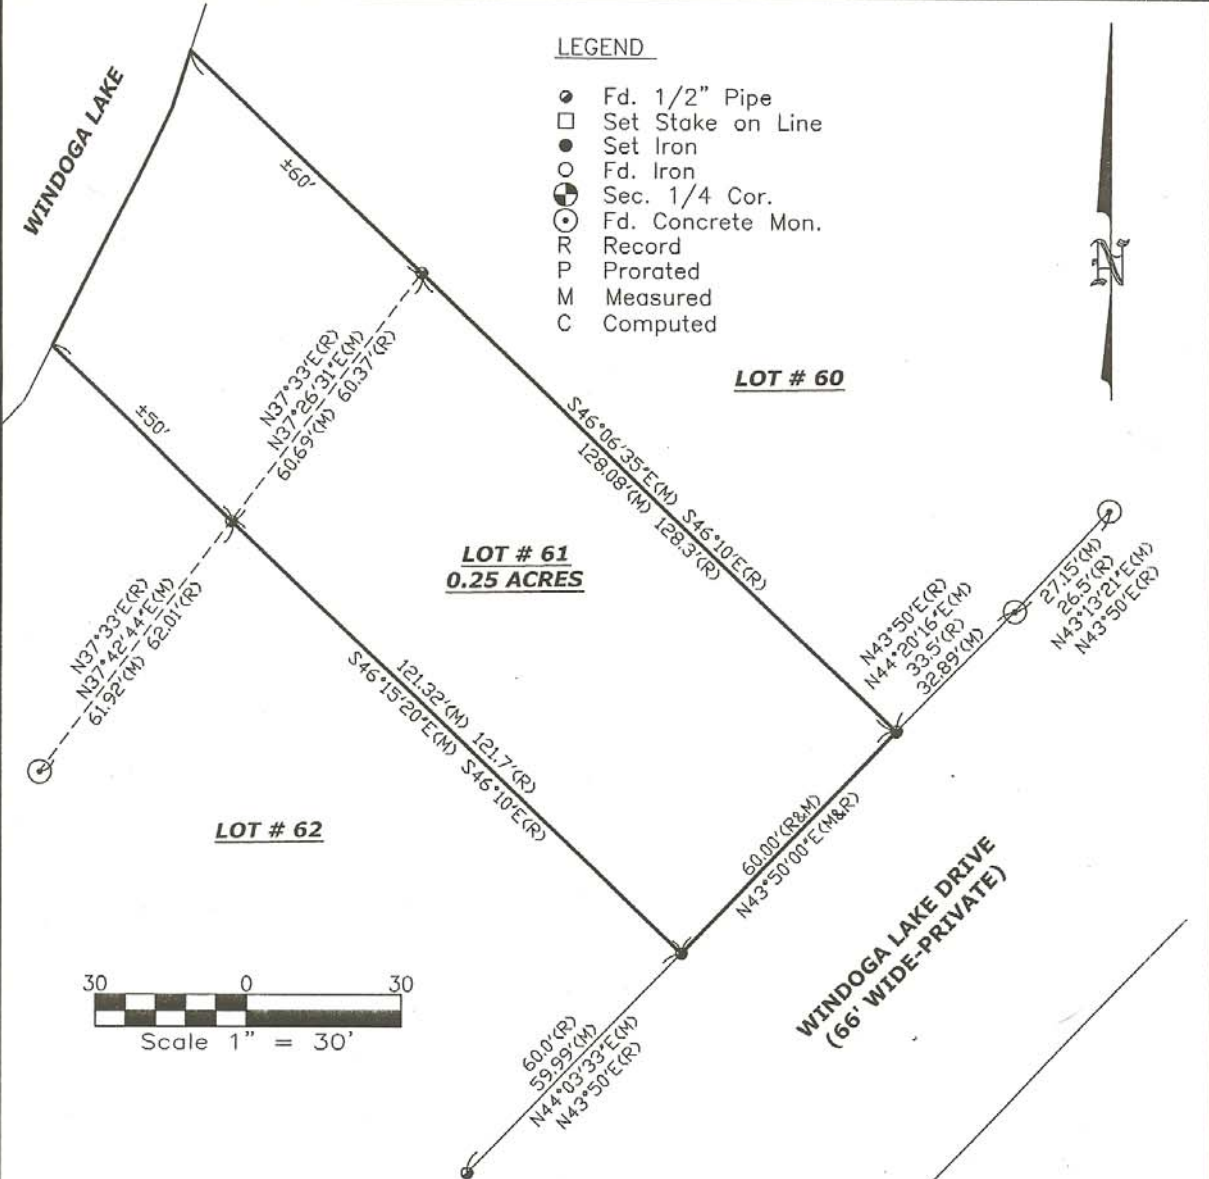 LEGEND
Fd. 1/2" Pipe
Set Stake on Line
Set Iron
Fd. Iron
Sec. 1/4 Cor.
Fd. Concrete Mon.
R Record
P Prorated
M Measured
C Computed
N
WINDOGA LAKE
±60'
±50'
N37°33'E(R)
N37°26'31"E(M)
60.69'(M) 60.37'(R)
LOT # 60
S46°06'35"E(M) S46°10'E(R)
128.08'(M) 128.3'(R)
LOT # 61
0.25 ACRES
27.15'(M)
26.5'(R)
N43°13'21"E(M)
N43°50'E(R)
N43°50'E(R)
N44°20'16"E(M)
33.5'(R)
32.89'(M)
N37°33'E(R)
N37°42'44"E(M)
61.92'(M) 62.01'(R)
121.32'(M) 121.7'(R)
S46°15'20"E(M) S46°10'E(R)
LOT # 62
60.00'(R&M)
N43°50'00"E(M&R)
WINDOGA LAKE DRIVE
(66' WIDE-PRIVATE)
30 0 30
Scale 1" = 30'
60.0'(R)
59.99'(M)
N44°03'33"E(M)
N43°50'E(R)